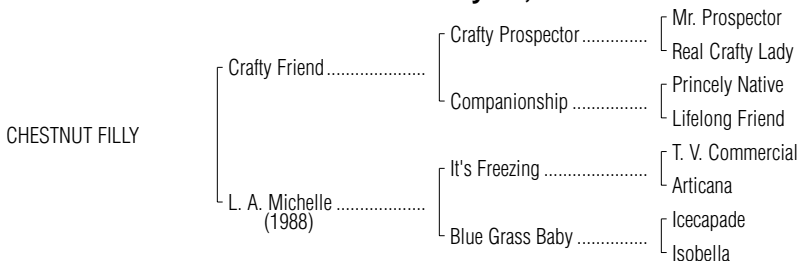 Mr. Prospector
Crafty Prospector..............
Real Crafty Lady
Crafty Friend.....................
Princely Native
Companionship ................
Lifelong Friend
CHESTNUT FILLY
T. V. Commercial
It's Freezing ......................
Articana
L. A. Michelle ...................
(1988)
Icecapade
Blue Grass Baby ...............
Isobella